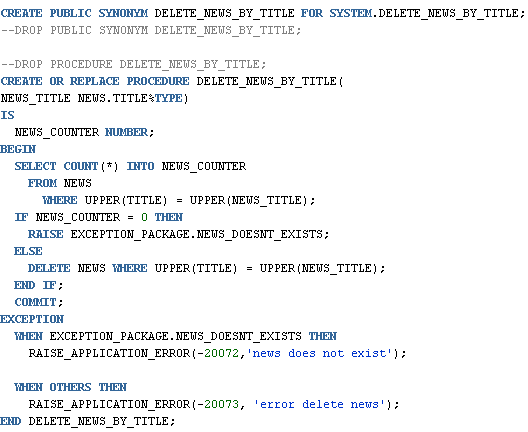 CREATE PUBLIC SYNONYM DELETE_NEWS_BY_TITLE FOR SYSTEM.DELETE_NEWS_BY_TITLE;
--DROP PUBLIC SYNONYM DELETE_NEWS_BY_TITLE;

--DROP PROCEDURE DELETE_NEWS_BY_TITLE;
CREATE OR REPLACE PROCEDURE DELETE_NEWS_BY_TITLE(
NEWS_TITLE NEWS.TITLE%TYPE)
IS
  NEWS_COUNTER NUMBER;
BEGIN
  SELECT COUNT(*) INTO NEWS_COUNTER
    FROM NEWS
      WHERE UPPER(TITLE) = UPPER(NEWS_TITLE);
  IF NEWS_COUNTER = 0 THEN
    RAISE EXCEPTION_PACKAGE.NEWS_DOESNT_EXISTS;
  ELSE
    DELETE NEWS WHERE UPPER(TITLE) = UPPER(NEWS_TITLE);
  END IF;
  COMMIT;
EXCEPTION
  WHEN EXCEPTION_PACKAGE.NEWS_DOESNT_EXISTS THEN
    RAISE_APPLICATION_ERROR(-20072,'news does not exist');

  WHEN OTHERS THEN
    RAISE_APPLICATION_ERROR(-20073, 'error delete news');
END DELETE_NEWS_BY_TITLE;